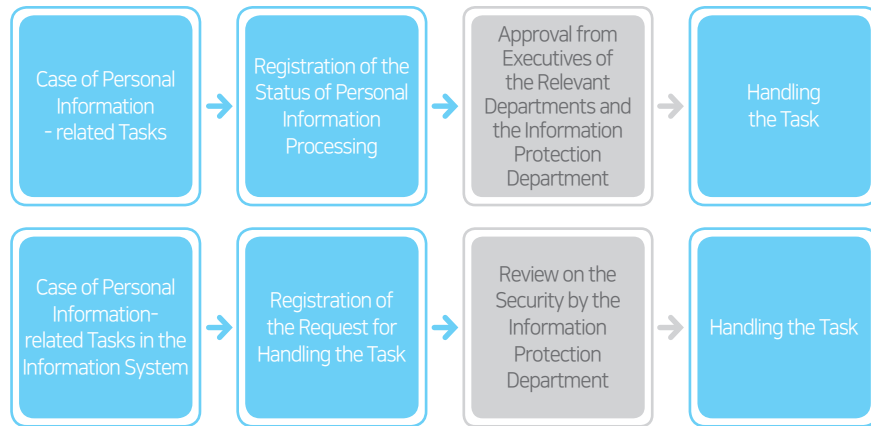 Case of Personal
Information
- related Tasks
Registration of the
Status of Personal
Information
Processing
Approval from
Executives of
the Relevant
Departments and
the Information
Protection
Department
Handling
the Task
Case of Personal
Information-
related Tasks in the
Information System
Registration of
the Request for
Handling the Task
Review on the
Security by the
Information
Protection
Department
Handling the Task